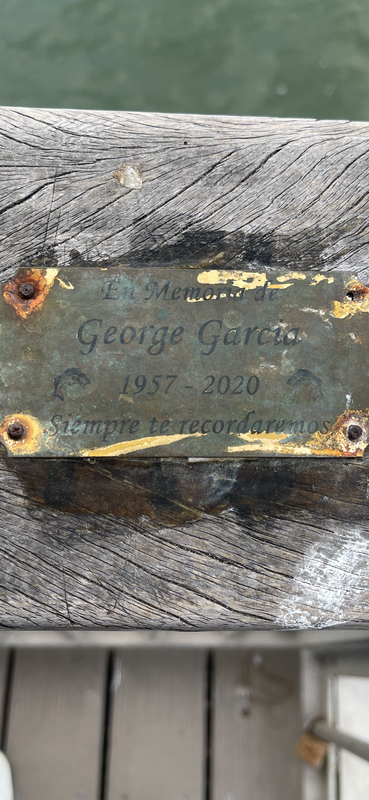 En Memoria de
George Garcia
1957 - 2020
Siempre te recordaremos